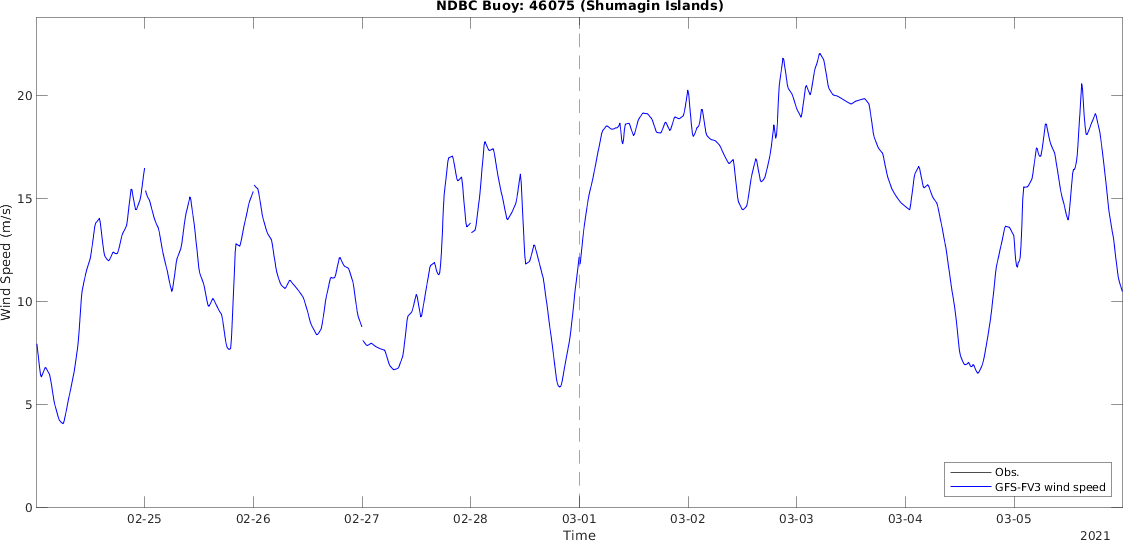 NDBC Buoy: 46075 (Shumagin Islands)
Wind Speed (m/s)
20
15
10
5
0
Obs.
GFS-FV3 wind speed
02-25 02-26 02-27 02-28 03-01 03-02 03-03 03-04 03-05
Time
2021